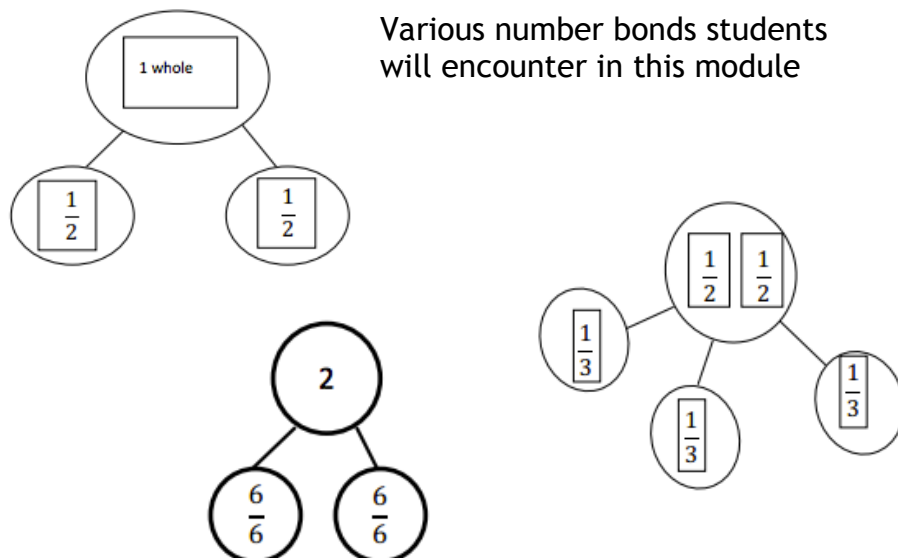 Various number bonds students
will encounter in this module
1 whole
1/2 1/2
1/2 1/2
1/3
1/3
1/3
2
6/6 6/6